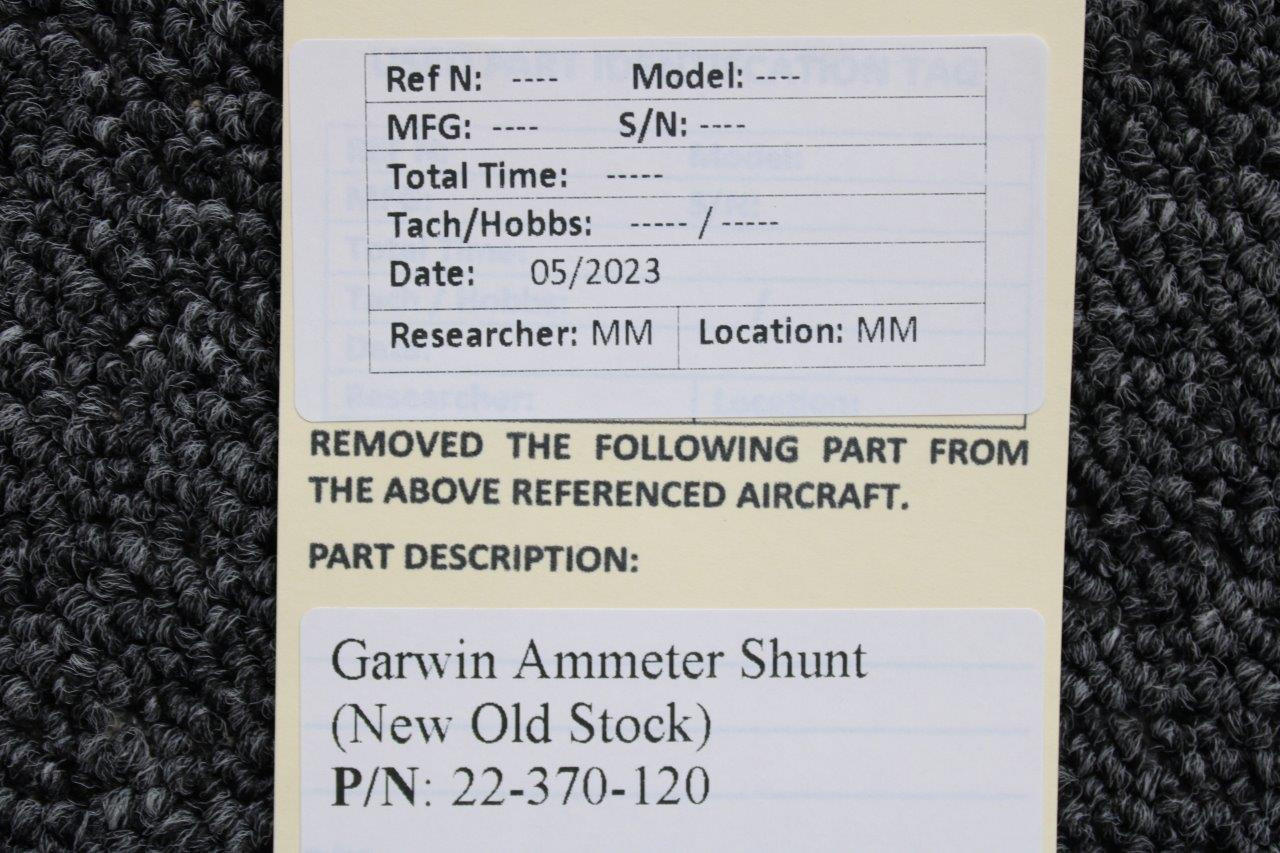 Ref N: ---- Model: ----
MFG: ---- S/N: ----
Total Time: -----
Tach/Hobbs: ----- / -----
Date: 05/2023
Researcher: MM Location: MM
REMOVED THE FOLLOWING PART FROM
THE ABOVE REFERENCED AIRCRAFT.
PART DESCRIPTION:
Garwin Ammeter Shunt
(New Old Stock)
P/N: 22-370-120